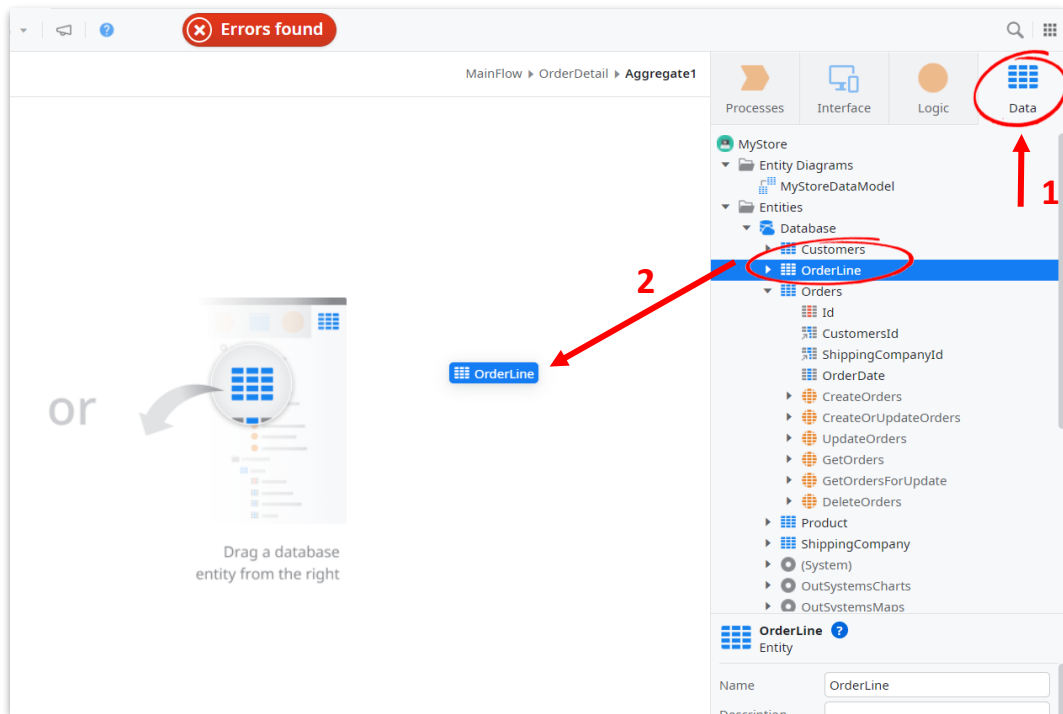 Errors found
MainFlow OrderDetail Aggregate1
Processes
Interface
Logic
Data
1
MyStore
Entity Diagrams
MyStoreDataModel
Entities
Database
Customers
OrderLine
Orders
Id
CustomersId
ShippingCompanyId
OrderDate
CreateOrders
CreateOrUpdateOrders
UpdateOrders
GetOrders
GetOrdersForUpdate
DeleteOrders
Product
ShippingCompany
(System)
OutSystemsCharts
OutSystemsMaps
2
OrderLine
or
Drag a database
entity from the right
OrderLine ?
Entity
Name
OrderLine
Description